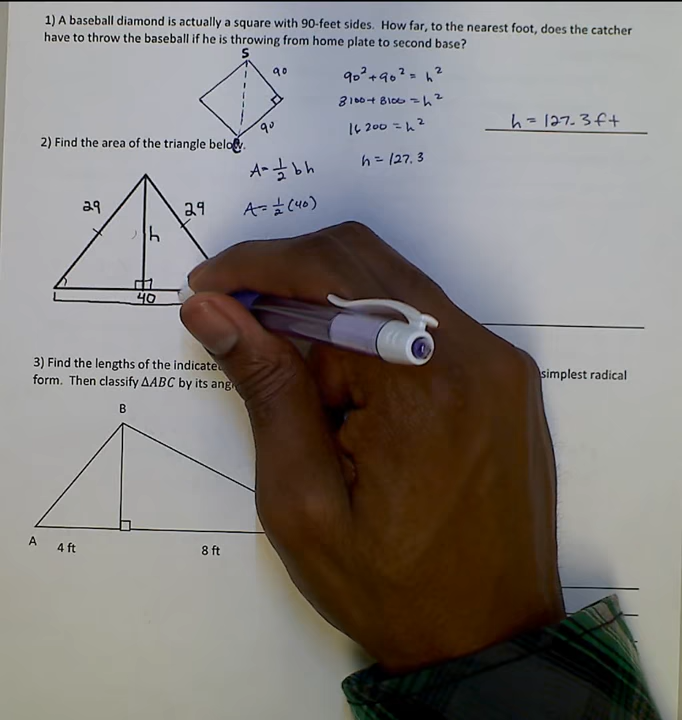 1) A baseball diamond is actually a square with 90-feet sides. How far, to the nearest foot, does the catcher
have to throw the baseball if he is throwing from home plate to second base?
S
90
90
90² + 90² = h²
8100 + 8100 = h²
16200 = h²
h = 127.3
h = 127.3 ft
2) Find the area of the triangle below.
A = 1/2 bh
A = 1/2 (40)
29
29
h
40
3) Find the lengths of the indicated
simplest radical
form. Then classify ΔABC by its
B
A
4 ft
8 ft